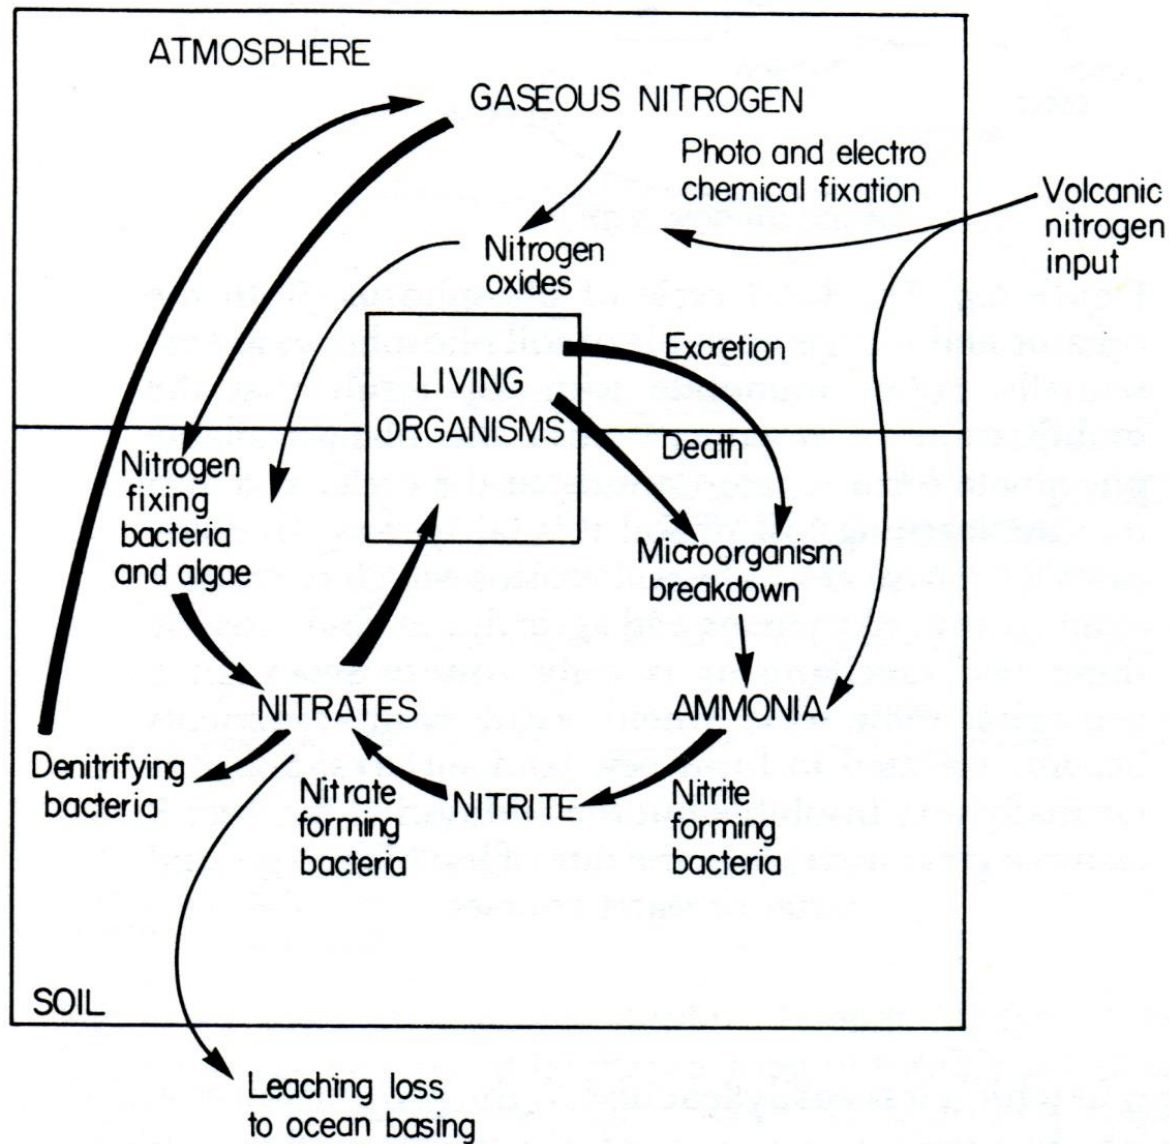 ATMOSPHERE
GASEOUS NITROGEN
Photo and electro
chemical fixation
Volcanic
nitrogen
input
Nitrogen
oxides
Excretion
LIVING
ORGANISMS
Death
Nitrogen
fixing
bacteria
and algae
Microorganism
breakdown
NITRATES
AMMONIA
Denitrifying
bacteria
Nitrate
forming
bacteria
NITRITE
Nitrite
forming
bacteria
SOIL
Leaching loss
to ocean basing